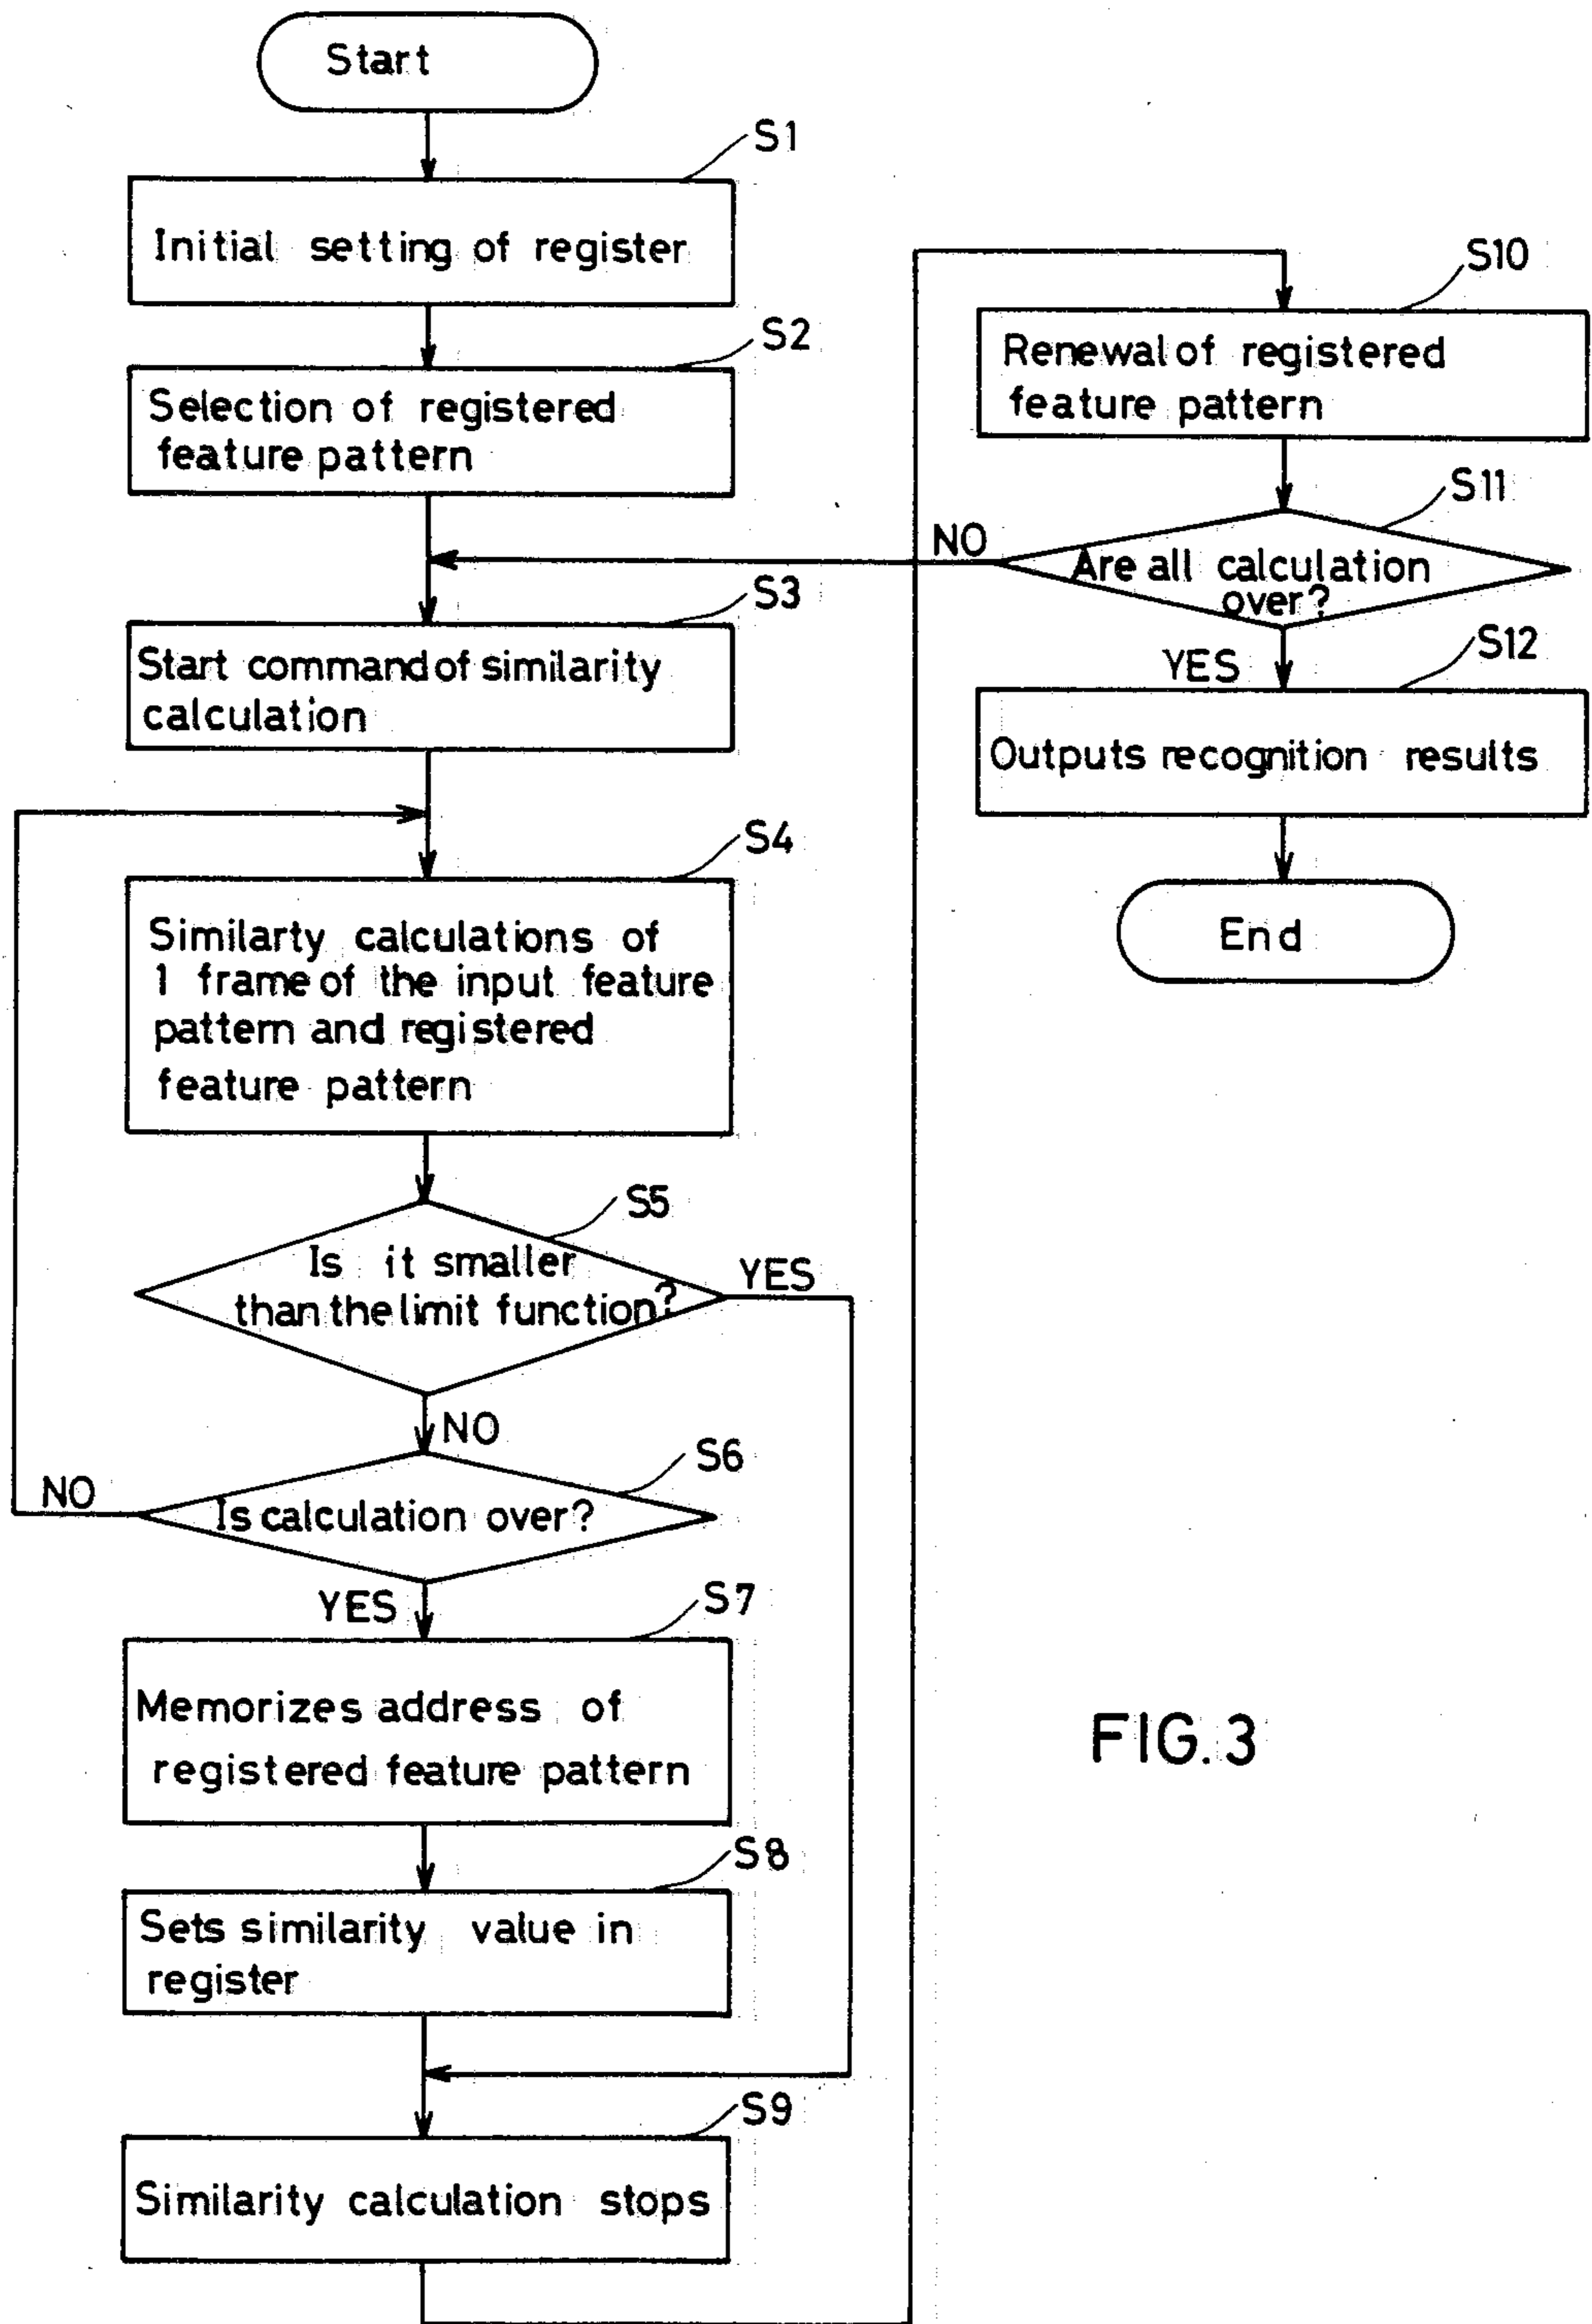 Start
S1
Initial setting of register
S2
Selection of registered
feature pattern
S3
Start command of similarity
calculation
S4
Similarty calculations of
1 frame of the input feature
pattern and registered
feature pattern
S5
Is it smaller
than the limit function?
YES
NO
S6
Is calculation over?
NO
YES
S7
Memorizes address of
registered feature pattern
S8
Sets similarity value in
register
S9
Similarity calculation stops
S10
Renewal of registered
feature pattern
S11
Are all calculation
over?
NO
YES
S12
Outputs recognition results
End
FIG. 3